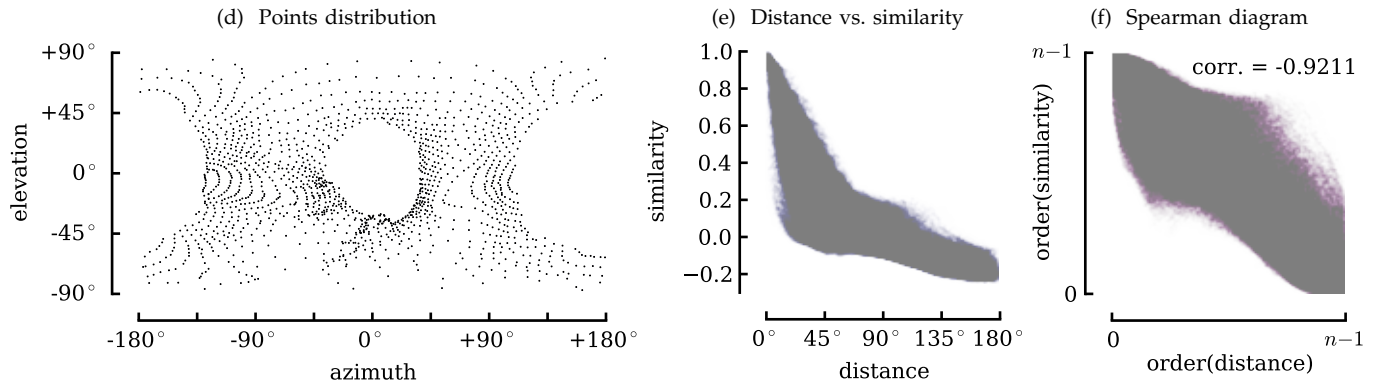 (d) Points distribution
+90°
+45°
0°
-45°
-90°
elevation
-180°
-90°
0°
+90°
+180°
azimuth
(e) Distance vs. similarity
1.0
0.8
0.6
0.4
0.2
0.0
−0.2
similarity
0°
45°
90°
135°
180°
distance
(f) Spearman diagram
n−1
corr. = -0.9211
0
order(similarity)
0
n−1
order(distance)